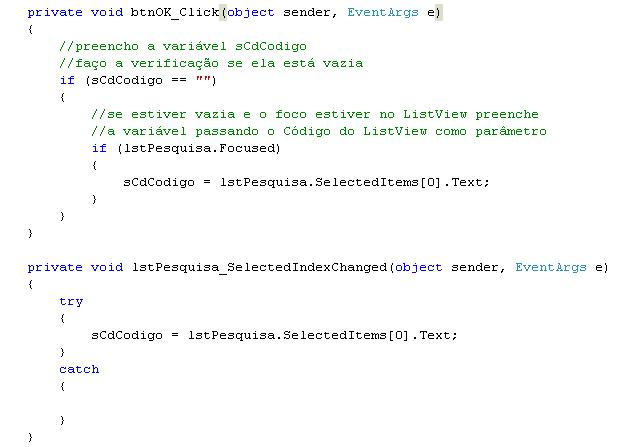 private void btnOK_Click(object sender, EventArgs e)
{
    //preencho a variável sCdCodigo
    //faço a verificação se ela está vazia
    if (sCdCodigo == "")
    {
        //se estiver vazia e o foco estiver no ListView preenche
        //a variável passando o Código do ListView como parâmetro
        if (lstPesquisa.Focused)
        {
            sCdCodigo = lstPesquisa.SelectedItems[0].Text;
        }
    }
}

private void lstPesquisa_SelectedIndexChanged(object sender, EventArgs e)
{
    try
    {
        sCdCodigo = lstPesquisa.SelectedItems[0].Text;
    }
    catch
    {

    }
}